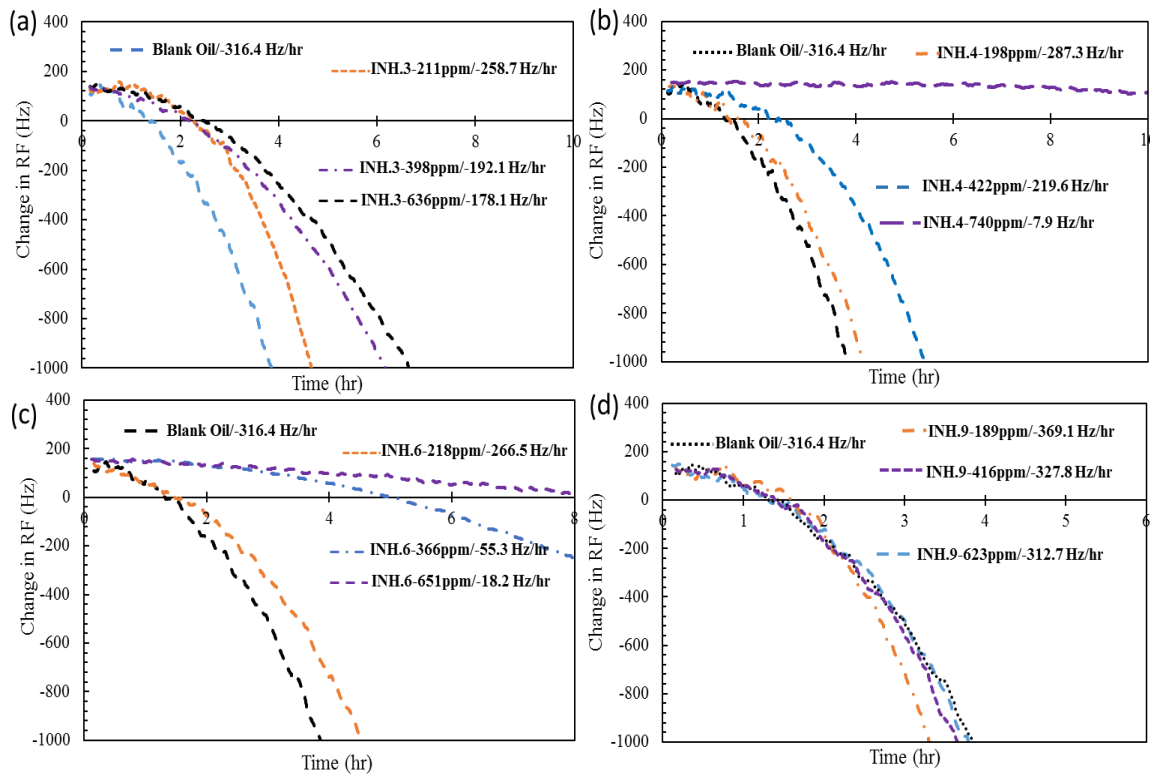 (a)
400
200
0
-200
-400
-600
-800
-1000
Change in RF (Hz)
0 2 4 6 8 10
Time (hr)
Blank Oil/-316.4 Hz/hr
INH.3-211ppm/-258.7 Hz/hr
INH.3-398ppm/-192.1 Hz/hr
INH.3-636ppm/-178.1 Hz/hr
(b)
400
200
0
-200
-400
-600
-800
-1000
Change in RF (Hz)
0 2 4 6 8 10
Time (hr)
Blank Oil/-316.4 Hz/hr
INH.4-198ppm/-287.3 Hz/hr
INH.4-422ppm/-219.6 Hz/hr
INH.4-740ppm/-7.9 Hz/hr
(c)
400
200
0
-200
-400
-600
-800
-1000
Change in RF (Hz)
0 2 4 6 8
Time (hr)
Blank Oil/-316.4 Hz/hr
INH.6-218ppm/-266.5 Hz/hr
INH.6-366ppm/-55.3 Hz/hr
INH.6-651ppm/-18.2 Hz/hr
(d)
400
200
0
-200
-400
-600
-800
-1000
Change in RF (Hz)
0 1 2 3 4 5 6
Time (hr)
Blank Oil/-316.4 Hz/hr
INH.9-189ppm/-369.1 Hz/hr
INH.9-416ppm/-327.8 Hz/hr
INH.9-623ppm/-312.7 Hz/hr